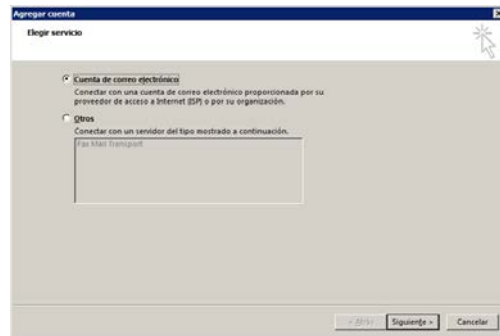 Agregar cuenta
Elegir servicio
Cuenta de correo electrónico
Conectar con una cuenta de correo electrónico proporcionada por su
proveedor de acceso a Internet (ISP) o por su organización.
Otros
Conectar con un servidor del tipo mostrado a continuación.
Fax Mail Transport
< Atrás
Siguiente >
Cancelar